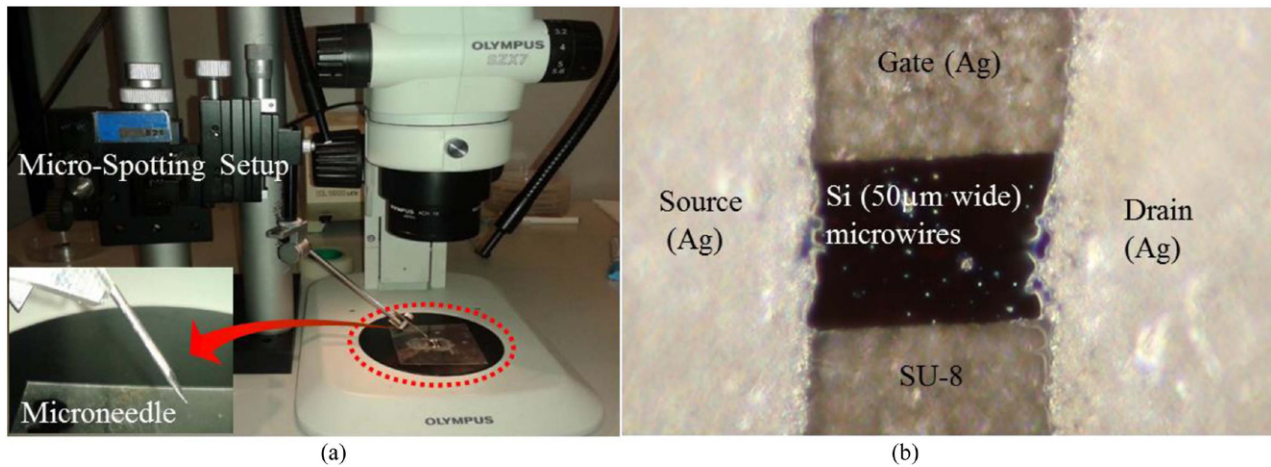 OLYMPUS
SZX7
Micro-Spotting Setup
OLYMPUS
Microneedle
OLYMPUS
(a)
Gate (Ag)
Source
(Ag)
Si (50µm wide)
microwires
Drain
(Ag)
SU-8
(b)